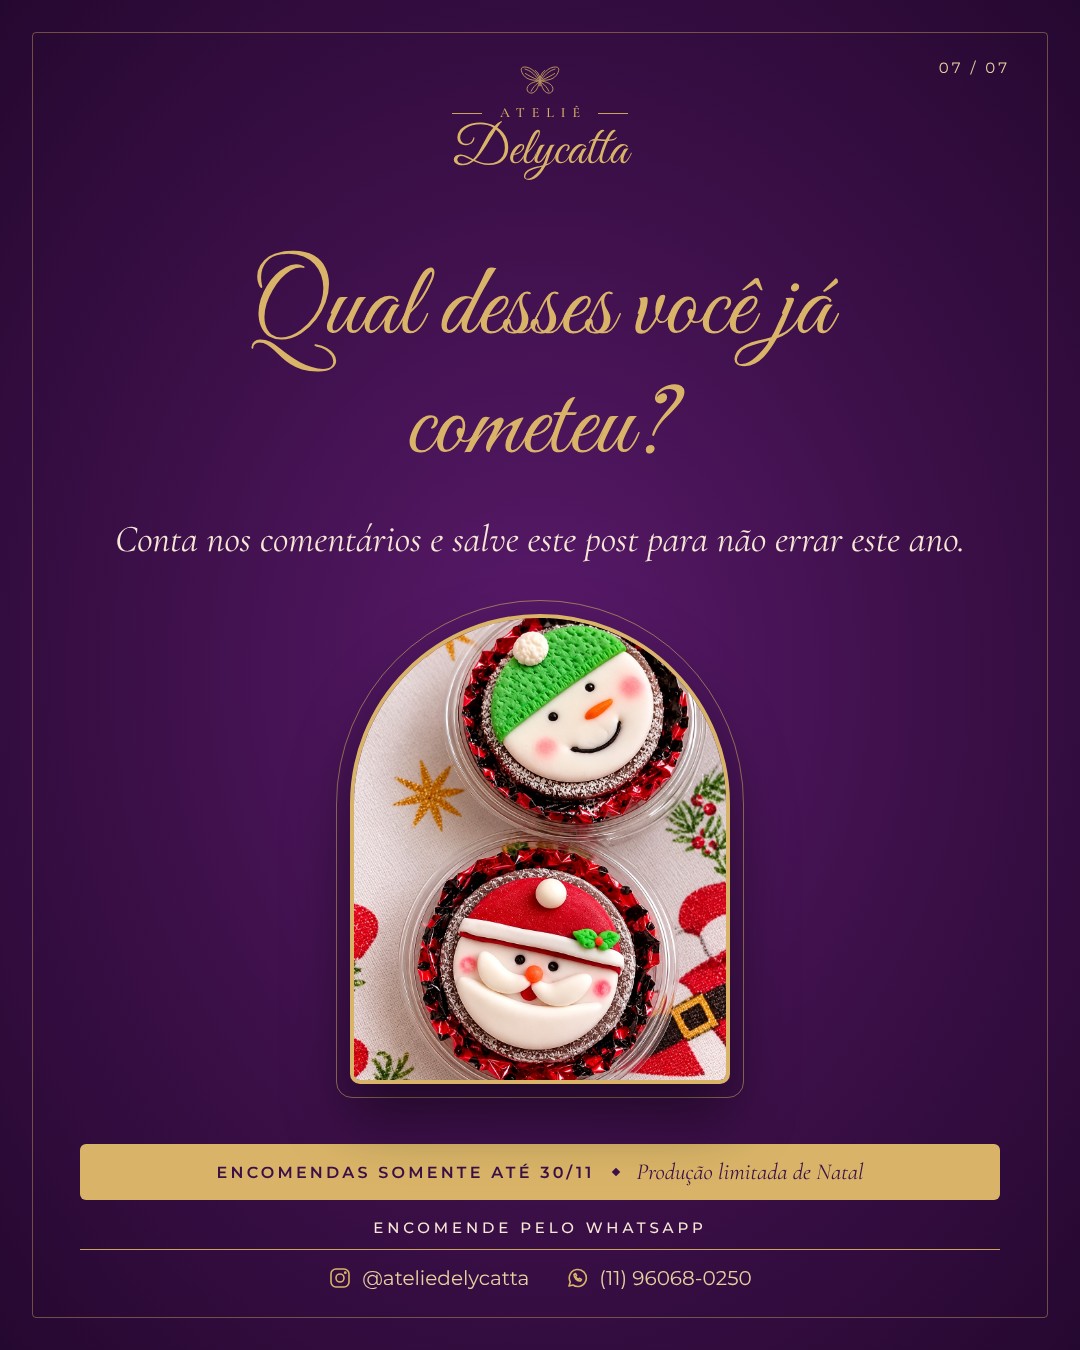 07 / 07
ATELIÊ
Delycatta
Qual desses você já
cometeu?
Conta nos comentários e salve este post para não errar este ano.
ENCOMENDAS SOMENTE ATÉ 30/11 ◆ Produção limitada de Natal
ENCOMENDE PELO WHATSAPP
@ateliedelycatta (11) 96068-0250